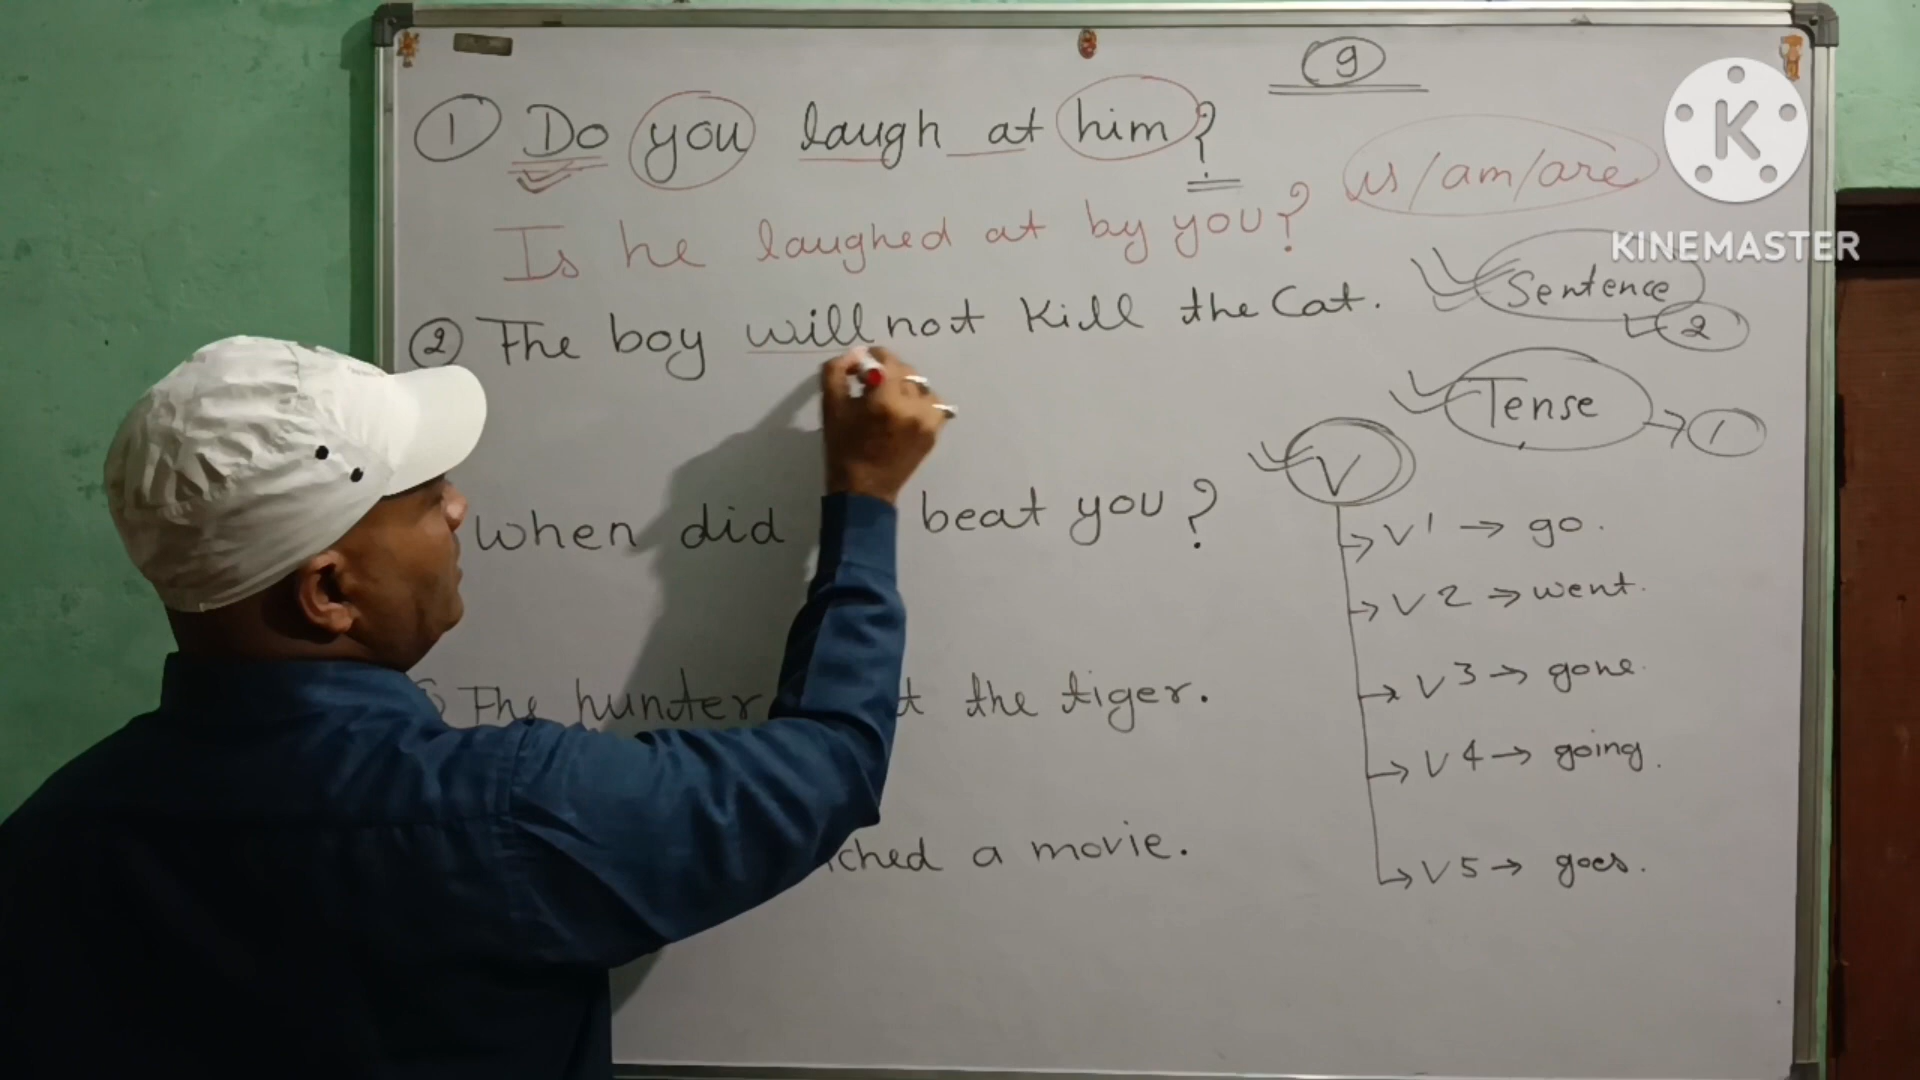 9
1 Do you laugh at him?
is/am/are
Is he laughed at by you?
2 The boy will not kill the Cat.
Sentence
2
Tense → 1
V
When did beat you?
V1 → go.
V2 → went.
The hunter the tiger.
V3 → gone.
V4 → going.
a movie.
V5 → goes.
K
KINEMASTER